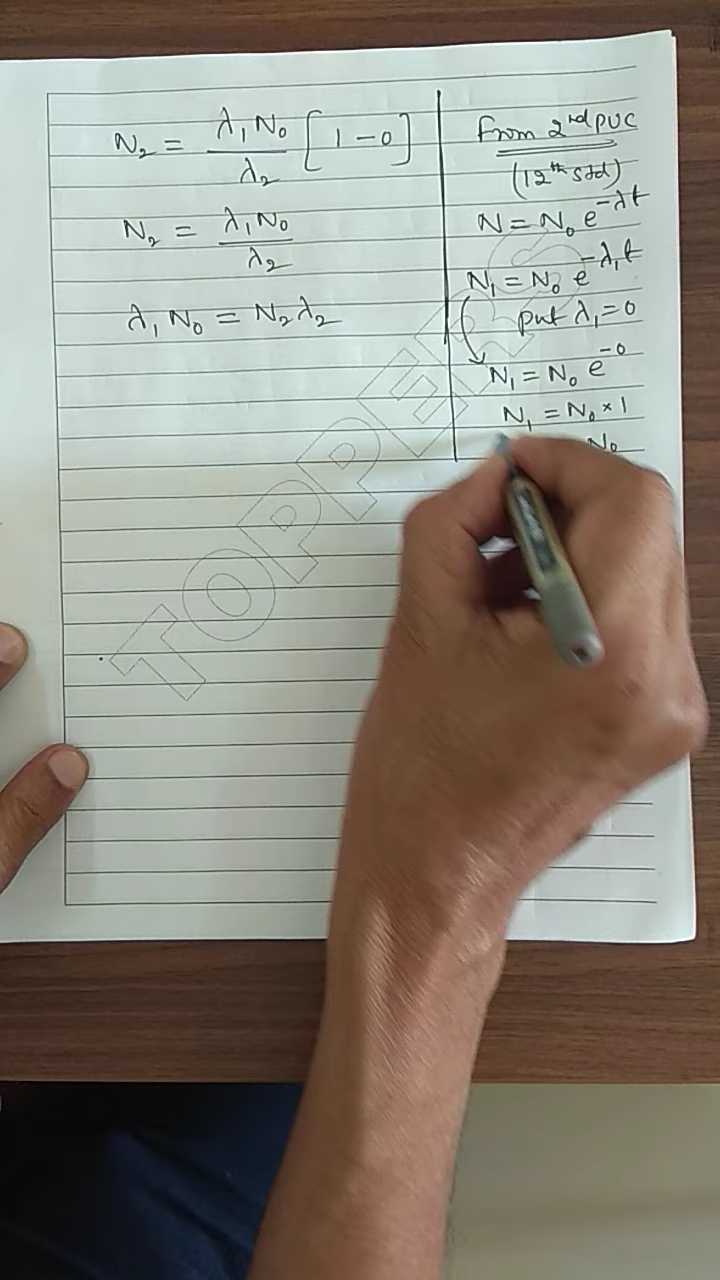 N₂ = λ₁N₀/λ₂ [1-0]
N₂ = λ₁N₀/λ₂
λ₁N₀ = N₂λ₂
From 2ⁿᵈ PUC
(12ᵗʰ std)
N = N₀ e^-λt
N₁ = N₀ e^-λ₁t
put λ₁=0
N₁ = N₀ e^-0
N₁ = N₀ × 1
N₀
TOPPER